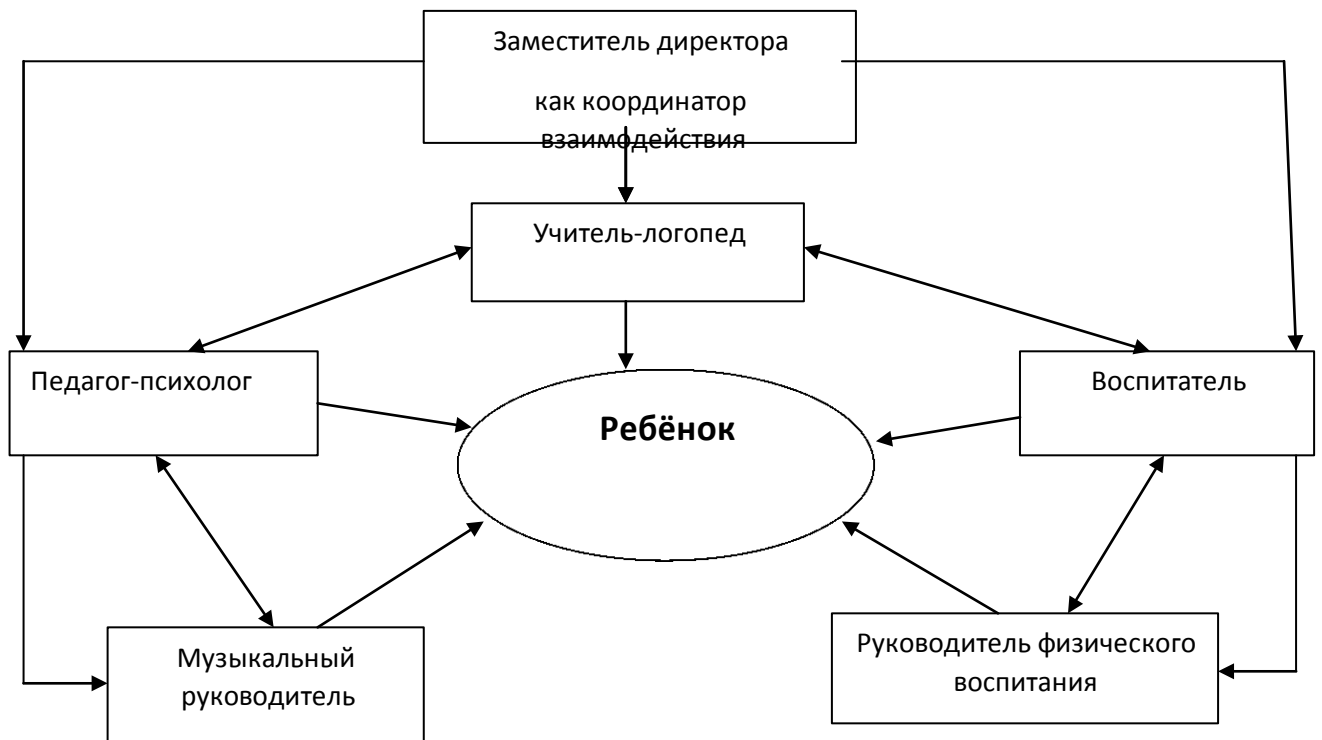 Заместитель директора
как координатор
взаимодействия
Учитель-логопед
Педагог-психолог
Воспитатель
Ребёнок
Музыкальный
руководитель
Руководитель физического
воспитания